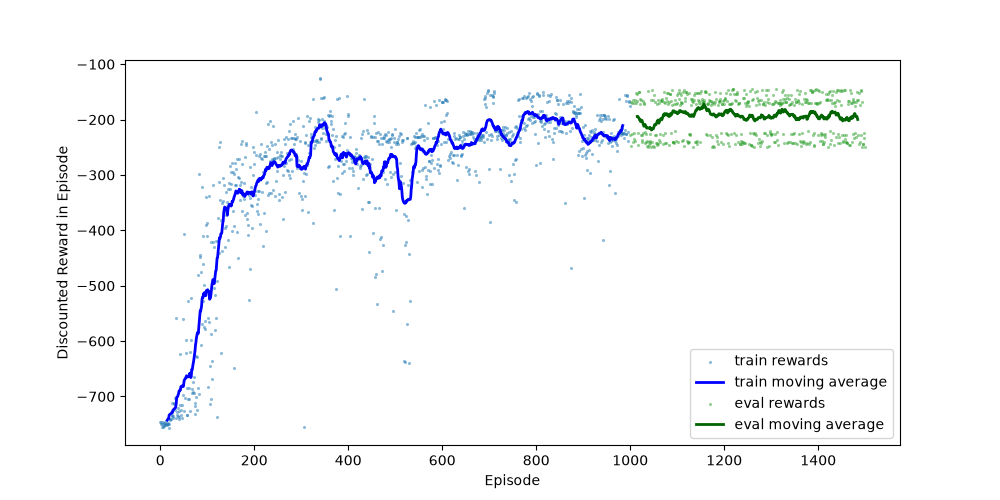 −100
−200
−300
−400
−500
−600
−700
Discounted Reward in Episode
0
200
400
600
800
1000
1200
1400
Episode
train rewards
train moving average
eval rewards
eval moving average